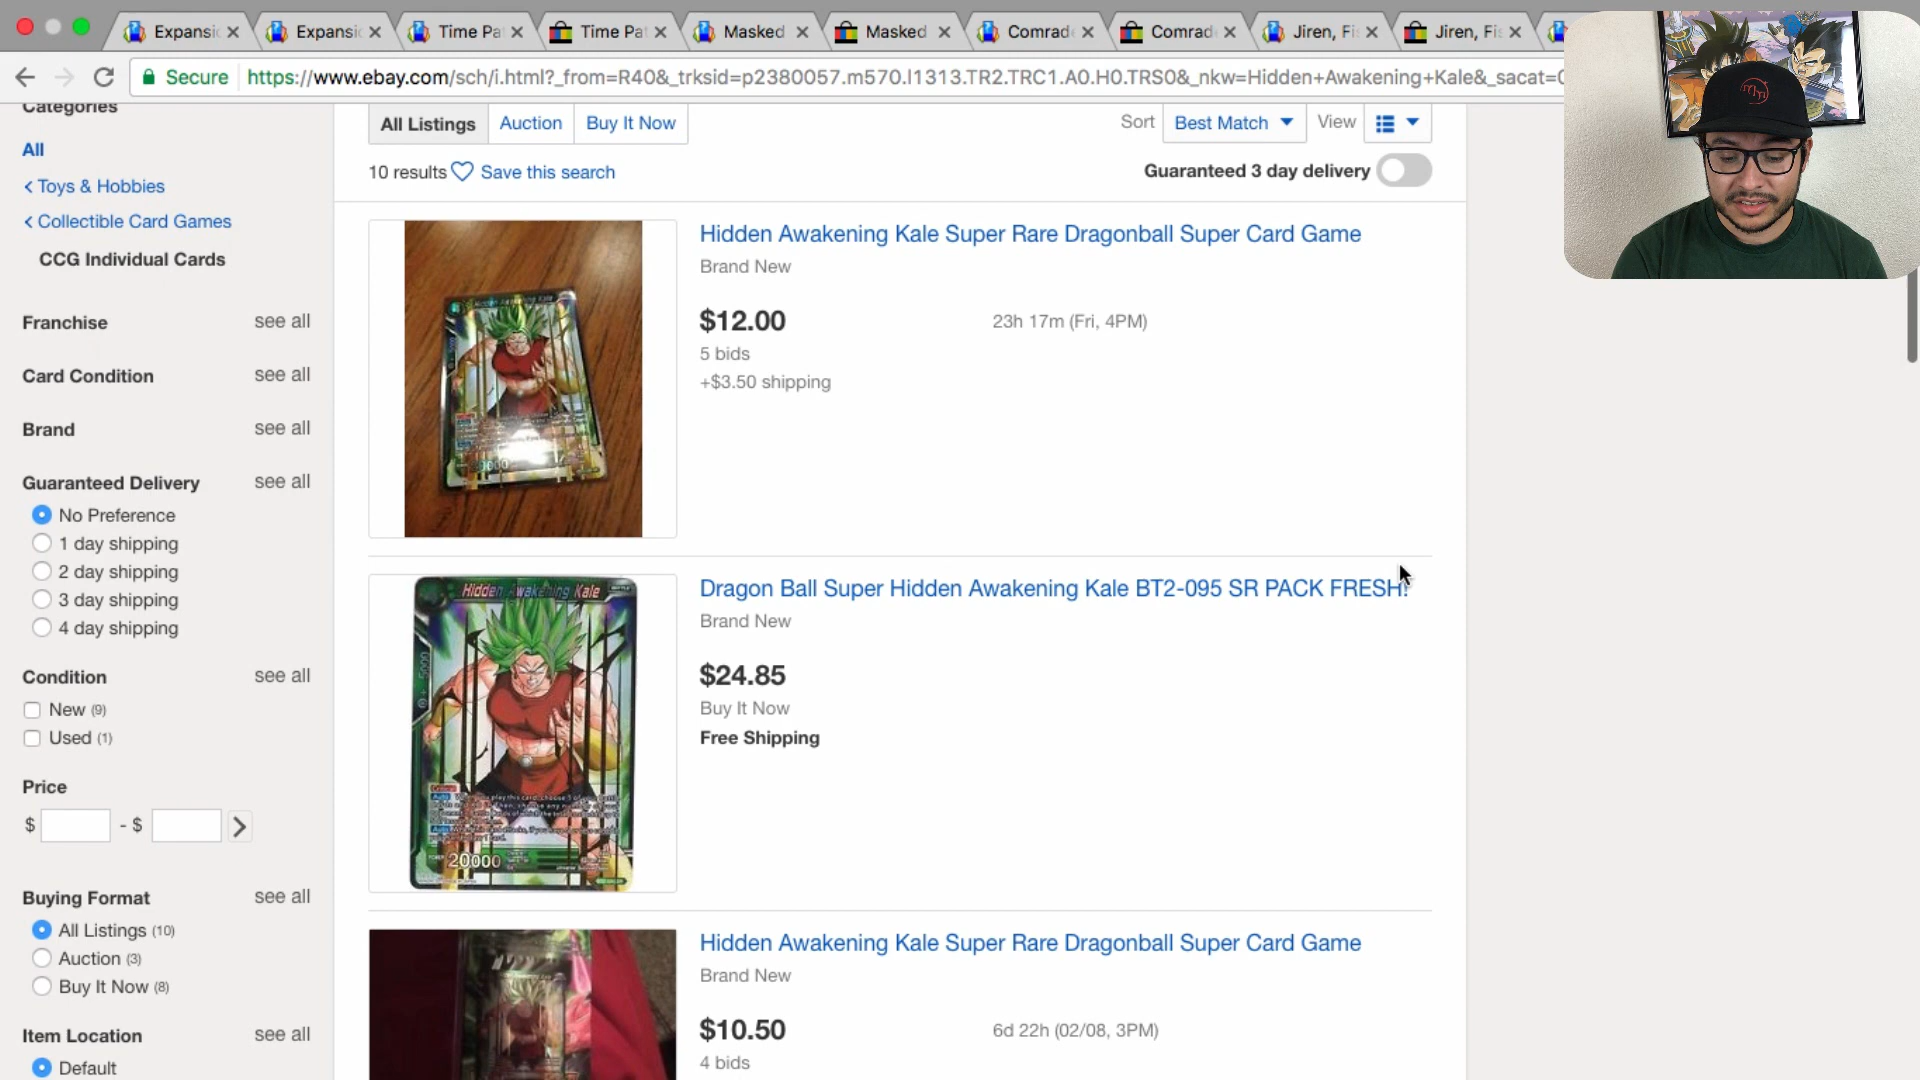 Expansi
Expansi
Time Pa
Time Pa
Masked
Masked
Comrad
Comrad
Jiren, Fi
Jiren, Fi
Secure
https://www.ebay.com/sch/i.html?_from=R40&_trksid=p2380057.m570.l1313.TR2.TRC1.A0.H0.TRS0&_nkw=Hidden+Awakening+Kale&_sacat=0
Categories
All
Toys & Hobbies
Collectible Card Games
CCG Individual Cards
Franchise see all
Card Condition see all
Brand see all
Guaranteed Delivery see all
No Preference
1 day shipping
2 day shipping
3 day shipping
4 day shipping
Condition see all
New (9)
Used (1)
Price
$ - $
Buying Format see all
All Listings (10)
Auction (3)
Buy It Now (8)
Item Location see all
Default
All Listings Auction Buy It Now
Sort Best Match View
10 results Save this search
Guaranteed 3 day delivery
Hidden Awakening Kale Super Rare Dragonball Super Card Game
Brand New
$12.00 23h 17m (Fri, 4PM)
5 bids
+$3.50 shipping
Hidden Awakening Kale
Dragon Ball Super Hidden Awakening Kale BT2-095 SR PACK FRESH!
Brand New
$24.85
Buy It Now
Free Shipping
Hidden Awakening Kale
20000
Hidden Awakening Kale Super Rare Dragonball Super Card Game
Brand New
$10.50 6d 22h (02/08, 3PM)
4 bids